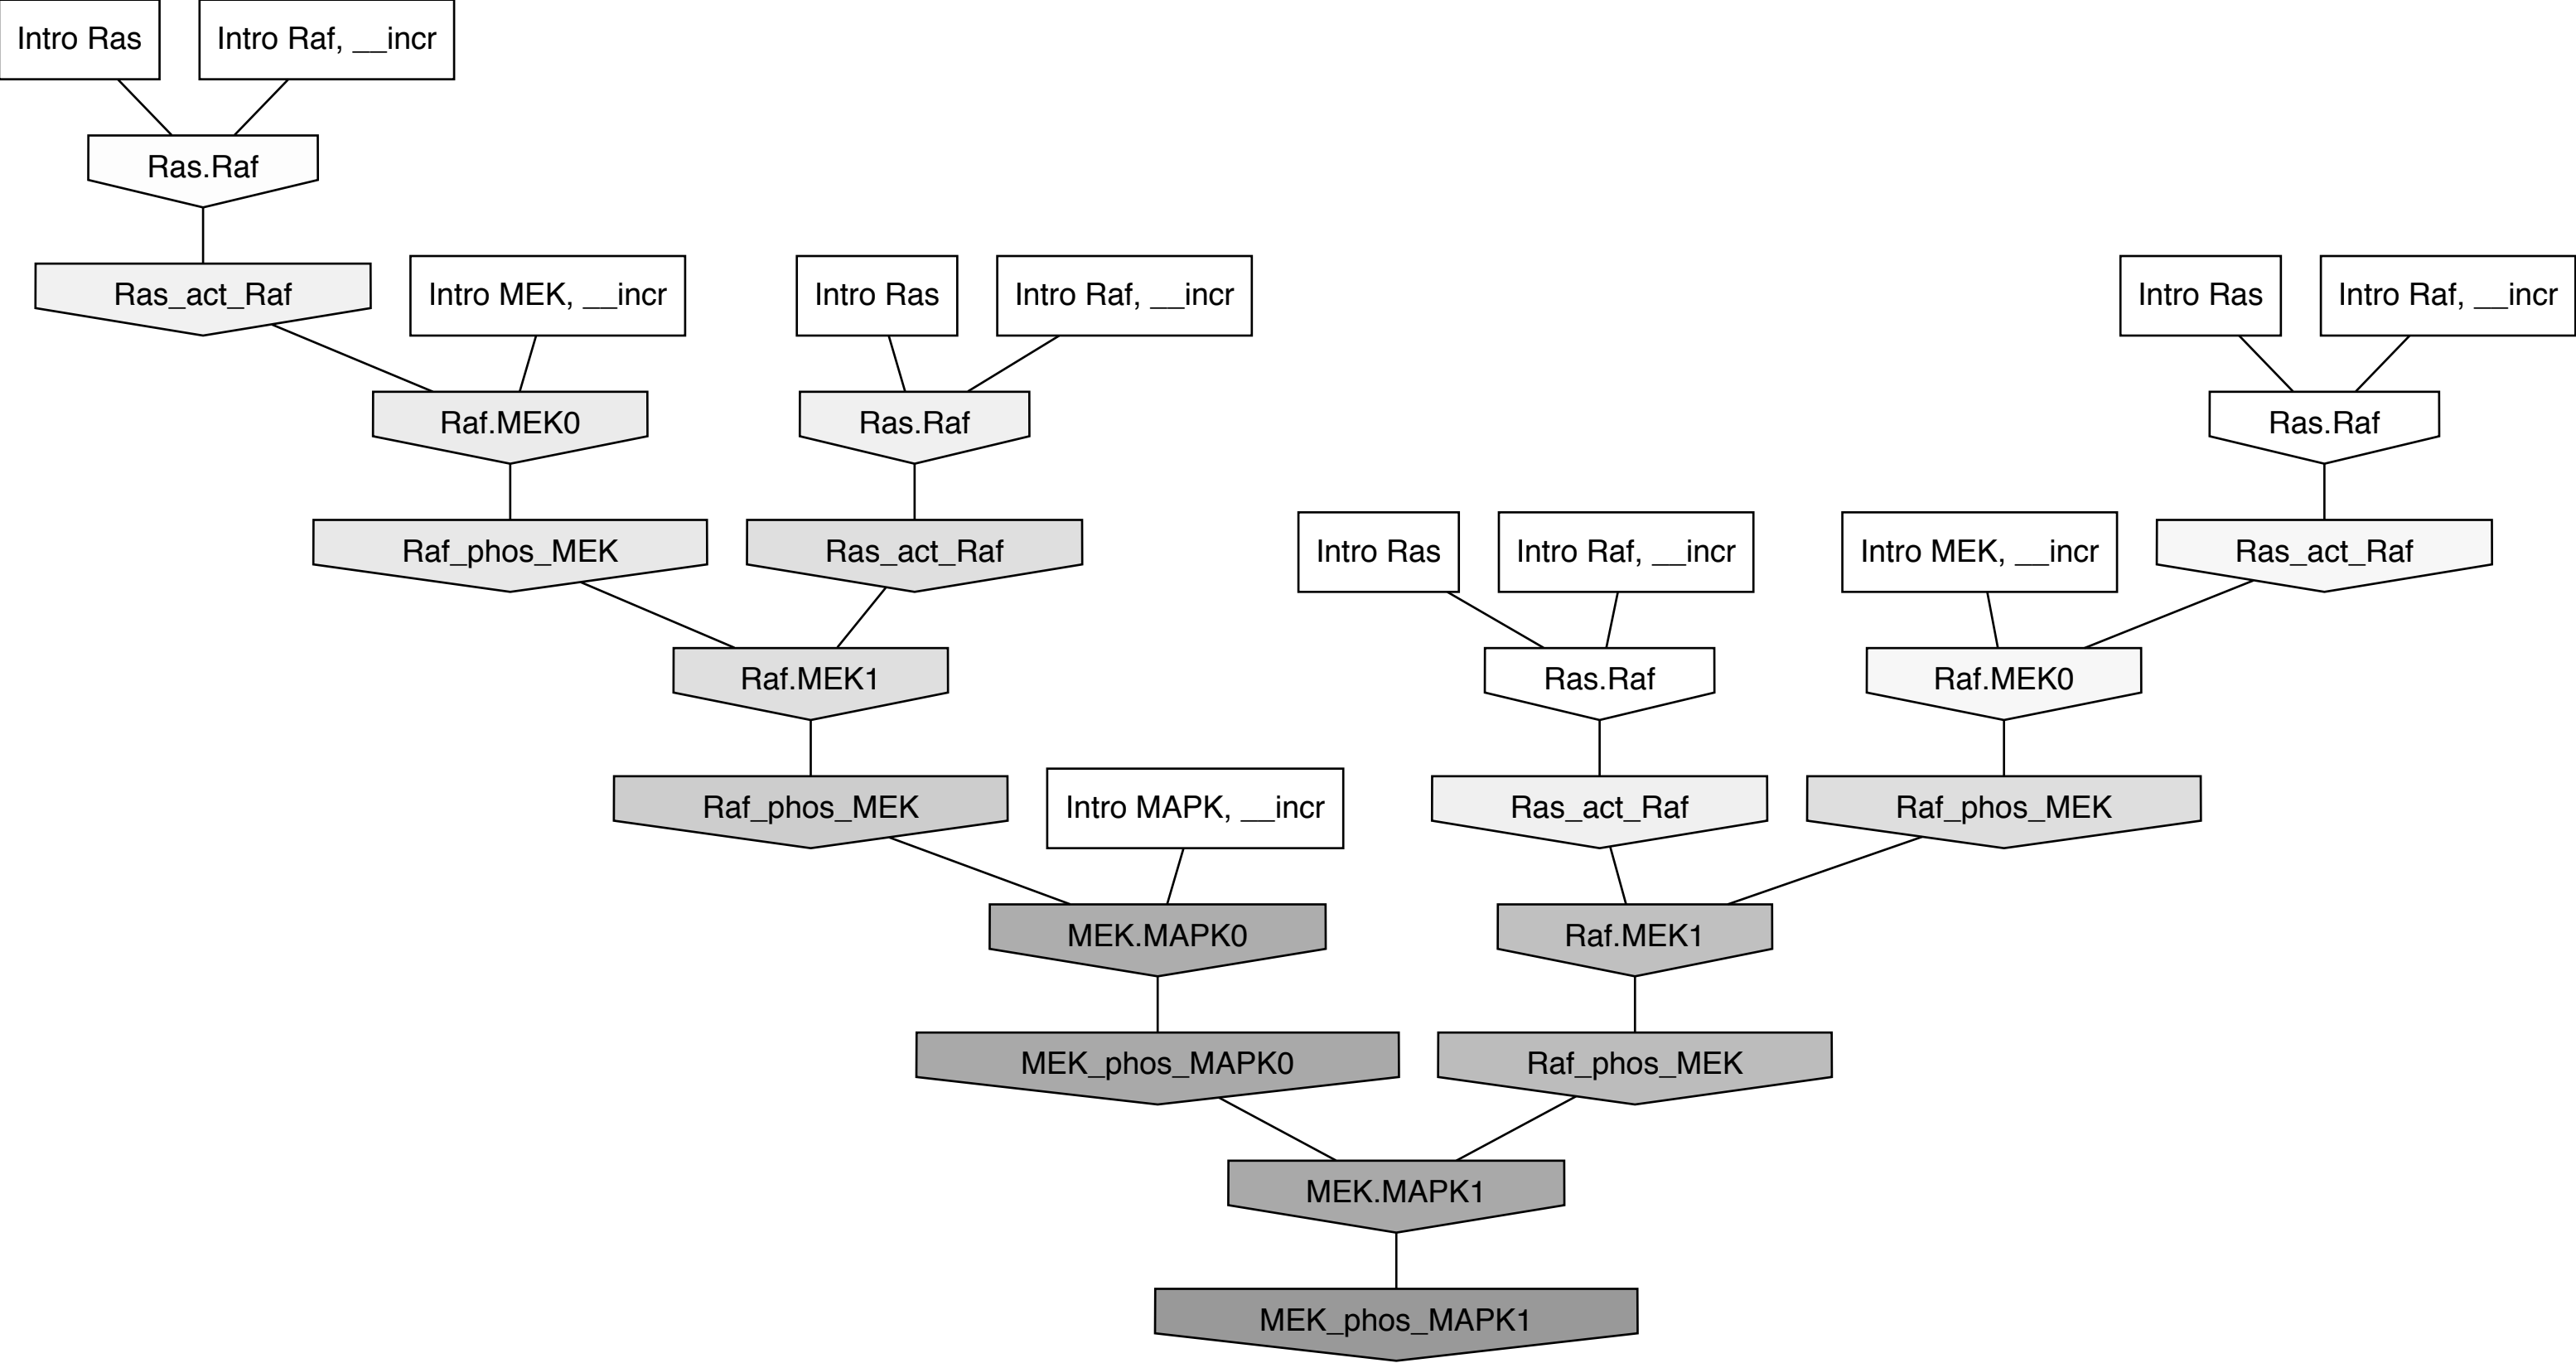 Intro Ras
Intro Raf, __incr
Ras.Raf
Ras_act_Raf
Intro MEK, __incr
Intro Ras
Intro Raf, __incr
Intro Ras
Intro Raf, __incr
Raf.MEK0
Ras.Raf
Ras.Raf
Raf_phos_MEK
Ras_act_Raf
Intro Ras
Intro Raf, __incr
Intro MEK, __incr
Ras_act_Raf
Raf.MEK1
Ras.Raf
Raf.MEK0
Raf_phos_MEK
Intro MAPK, __incr
Ras_act_Raf
Raf_phos_MEK
MEK.MAPK0
Raf.MEK1
MEK_phos_MAPK0
Raf_phos_MEK
MEK.MAPK1
MEK_phos_MAPK1